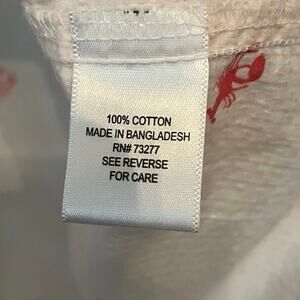 100% COTTON
MADE IN BANGLADESH
RN# 73277
SEE REVERSE
FOR CARE